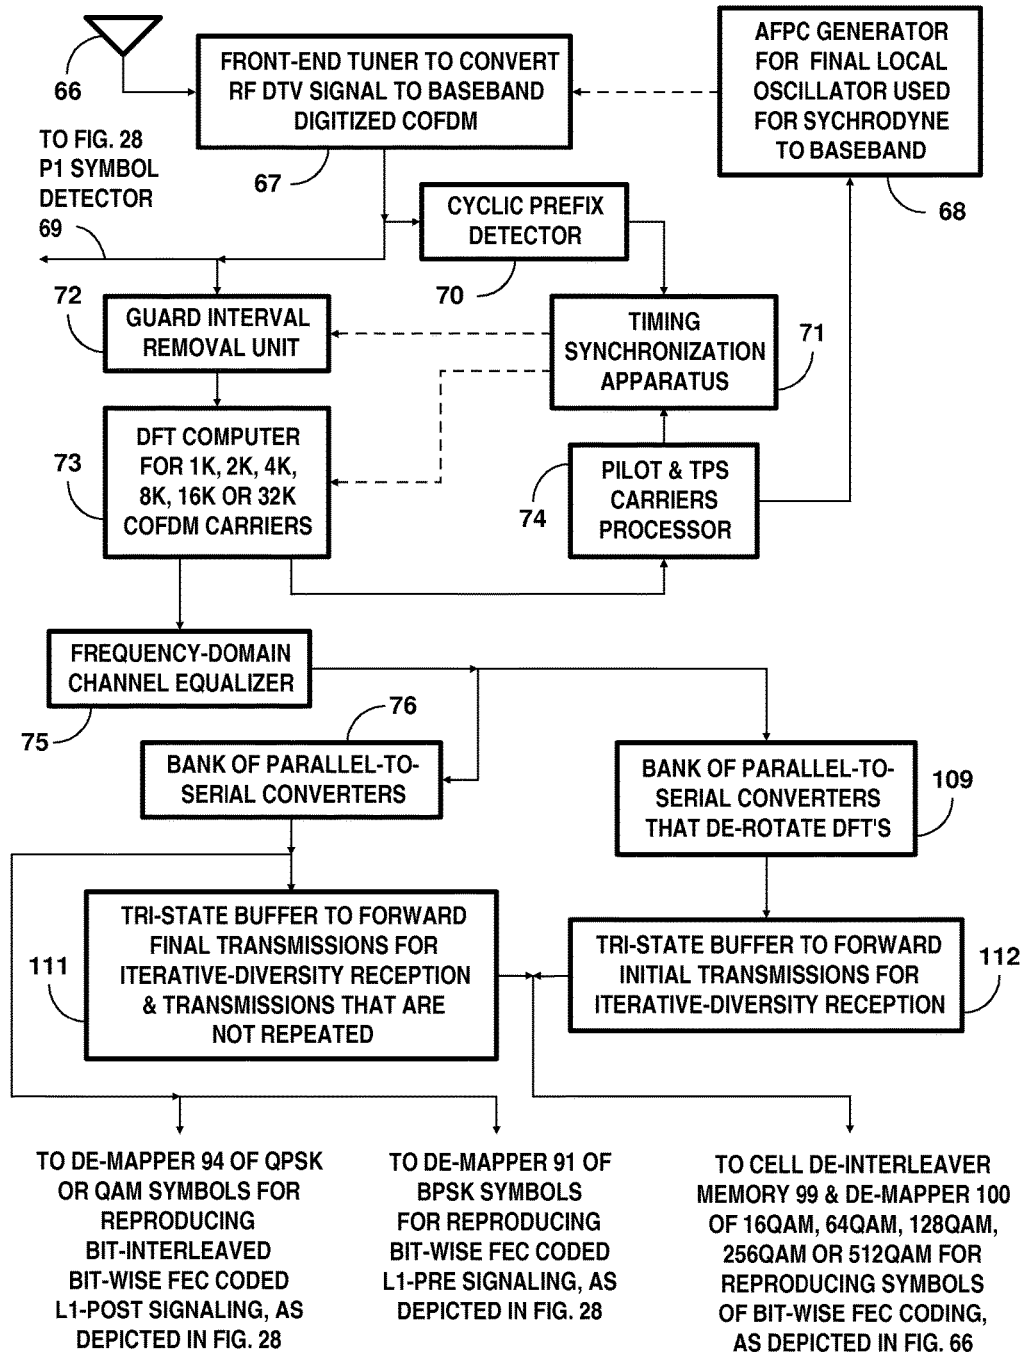 66
FRONT-END TUNER TO CONVERT
RF DTV SIGNAL TO BASEBAND
DIGITIZED COFDM
67
AFPC GENERATOR
FOR FINAL LOCAL
OSCILLATOR USED
FOR SYCHRODYNE
TO BASEBAND
68
TO FIG. 28
P1 SYMBOL
DETECTOR
69
CYCLIC PREFIX
DETECTOR
70
72
GUARD INTERVAL
REMOVAL UNIT
TIMING
SYNCHRONIZATION
APPARATUS
71
73
DFT COMPUTER
FOR 1K, 2K, 4K,
8K, 16K OR 32K
COFDM CARRIERS
PILOT & TPS
CARRIERS
PROCESSOR
74
FREQUENCY-DOMAIN
CHANNEL EQUALIZER
75
76
BANK OF PARALLEL-TO-
SERIAL CONVERTERS
BANK OF PARALLEL-TO-
SERIAL CONVERTERS
THAT DE-ROTATE DFT'S
109
111
TRI-STATE BUFFER TO FORWARD
FINAL TRANSMISSIONS FOR
ITERATIVE-DIVERSITY RECEPTION
& TRANSMISSIONS THAT ARE
NOT REPEATED
TRI-STATE BUFFER TO FORWARD
INITIAL TRANSMISSIONS FOR
ITERATIVE-DIVERSITY RECEPTION
112
TO DE-MAPPER 94 OF QPSK
OR QAM SYMBOLS FOR
REPRODUCING
BIT-INTERLEAVED
BIT-WISE FEC CODED
L1-POST SIGNALING, AS
DEPICTED IN FIG. 28
TO DE-MAPPER 91 OF
BPSK SYMBOLS
FOR REPRODUCING
BIT-WISE FEC CODED
L1-PRE SIGNALING, AS
DEPICTED IN FIG. 28
TO CELL DE-INTERLEAVER
MEMORY 99 & DE-MAPPER 100
OF 16QAM, 64QAM, 128QAM,
256QAM OR 512QAM FOR
REPRODUCING SYMBOLS
OF BIT-WISE FEC CODING,
AS DEPICTED IN FIG. 66